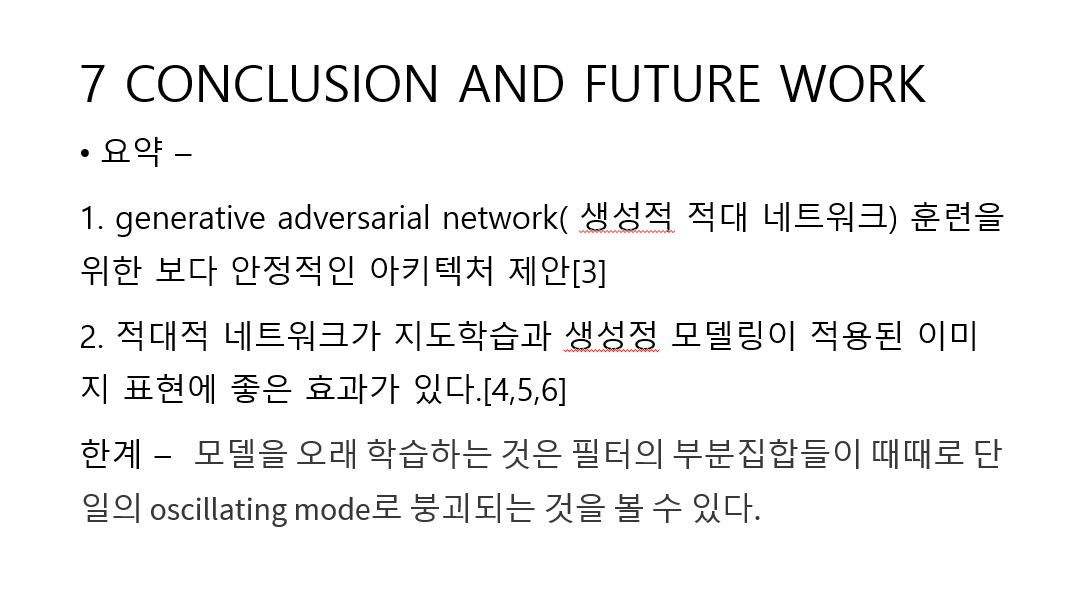 7 CONCLUSION AND FUTURE WORK
• 요약 –
1. generative adversarial network( 생성적 적대 네트워크) 훈련을
위한 보다 안정적인 아키텍처 제안[3]
2. 적대적 네트워크가 지도학습과 생성정 모델링이 적용된 이미
지 표현에 좋은 효과가 있다.[4,5,6]
한계 – 모델을 오래 학습하는 것은 필터의 부분집합들이 때때로 단
일의 oscillating mode로 붕괴되는 것을 볼 수 있다.